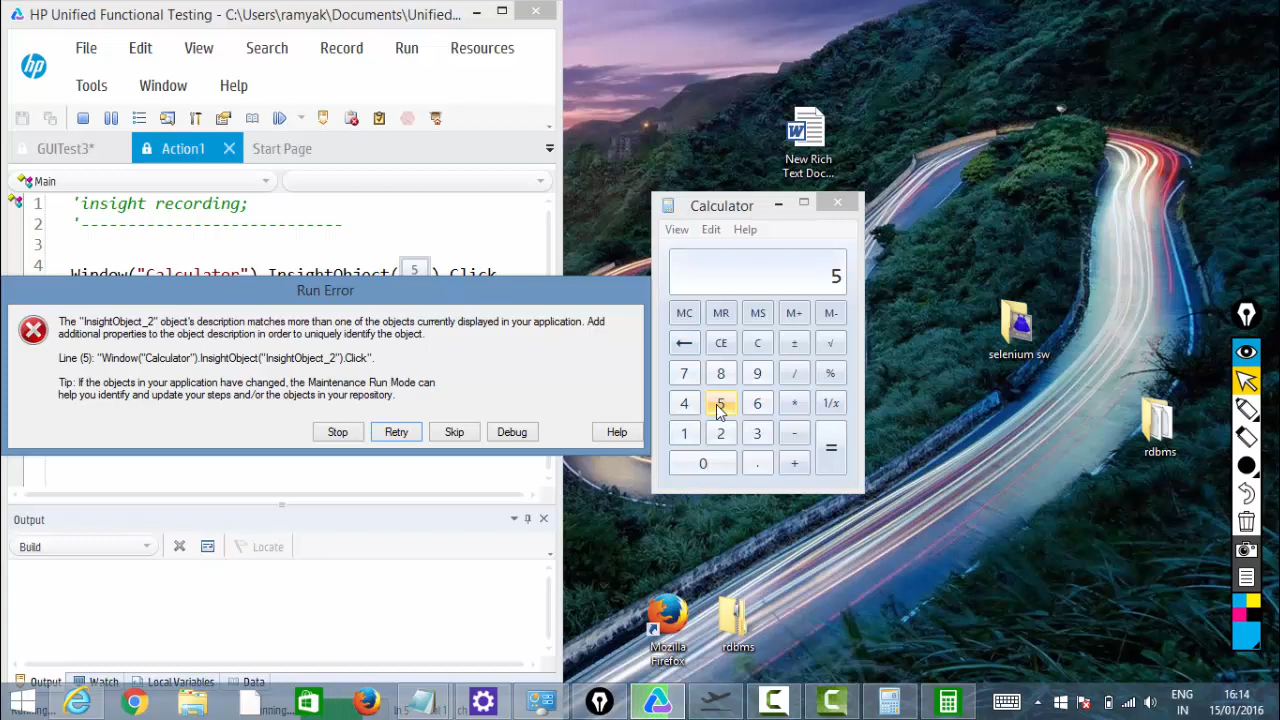 HP Unified Functional Testing - C:\Users\ramyak\Documents\Unified...
hp
File Edit View Search Record Run Resources
Tools Window Help
GUITest3* Action1 Start Page
Main
1 'insight recording;
2 '----------------------------
3
4 Window("Calculator").InsightObject( 5 ).Click
Run Error
The "InsightObject_2" object's description matches more than one of the objects currently displayed in your application. Add
additional properties to the object description in order to uniquely identify the object.
Line (5): "Window("Calculator").InsightObject("InsightObject_2").Click".
Tip: If the objects in your application have changed, the Maintenance Run Mode can
help you identify and update your steps and/or the objects in your repository.
Stop Retry Skip Debug Help
Output
Build
Locate
Output Watch Local Variables Data
New Rich
Text Doc...
Calculator
View Edit Help
5
MC MR MS M+ M-
← CE C ± √
7 8 9 / %
4 5 6 * 1/x
1 2 3 - =
0 . +
selenium sw
rdbms
Mozilla
Firefox
rdbms
ENG
IN
16:14
15/01/2016